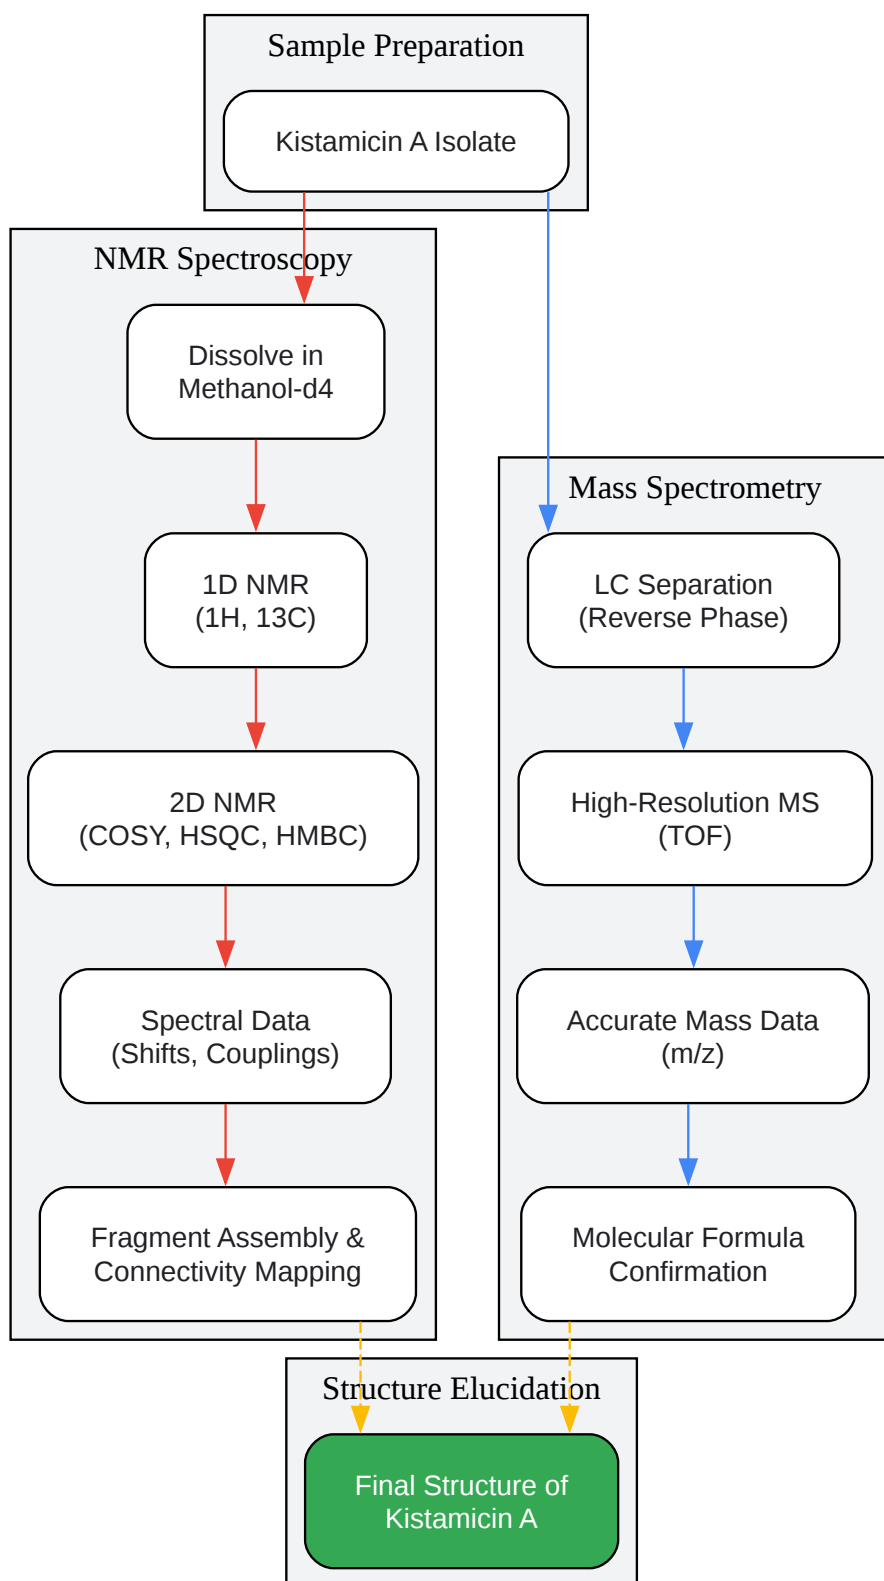 Sample Preparation
Kistamicin A Isolate
NMR Spectroscopy
Dissolve in
Methanol-d4
1D NMR
(1H, 13C)
2D NMR
(COSY, HSQC, HMBC)
Spectral Data
(Shifts, Couplings)
Fragment Assembly &
Connectivity Mapping
Mass Spectrometry
LC Separation
(Reverse Phase)
High-Resolution MS
(TOF)
Accurate Mass Data
(m/z)
Molecular Formula
Confirmation
Structure Elucidation
Final Structure of
Kistamicin A